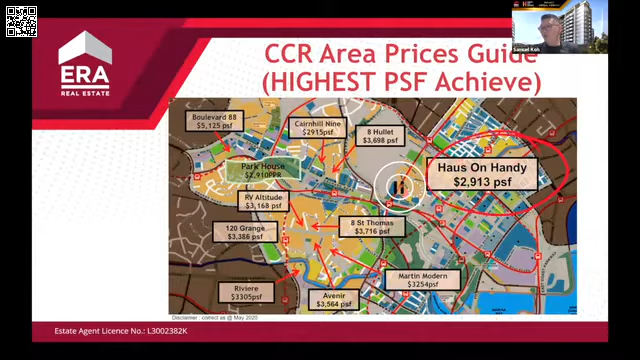 ERA
REAL ESTATE
CCR Area Prices Guide
(HIGHEST PSF Achieve)
Samuel Koh
Boulevard 88
$5,125 psf
Cairnhill Nine
$2915psf
8 Hullet
$3,698 psf
Park House
$2,910PPR
Haus On Handy
$2,913 psf
RV Altitude
$3,168 psf
120 Grange
$3,386 psf
8 St Thomas
$3,716 psf
Riviere
$3305psf
Avenir
$3,564 psf
Martin Modern
$3254psf
Disclaimer : correct as @ May 2020
Estate Agent Licence No.: L3002382K